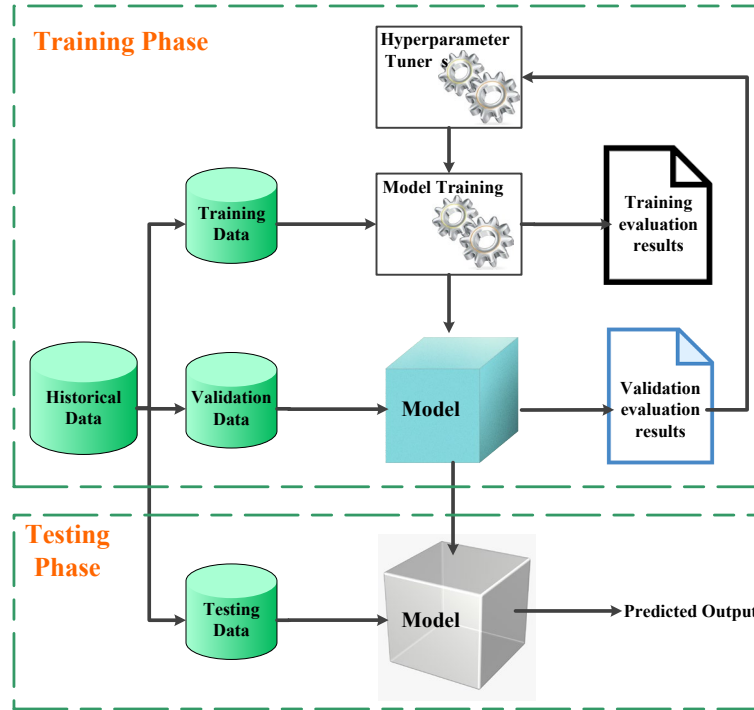 Training Phase
Hyperparameter
Tuner s
Model Training
Training
Data
Training
evaluation
results
Historical
Data
Validation
Data
Model
Validation
evaluation
results
Testing
Phase
Testing
Data
Model
Predicted Output